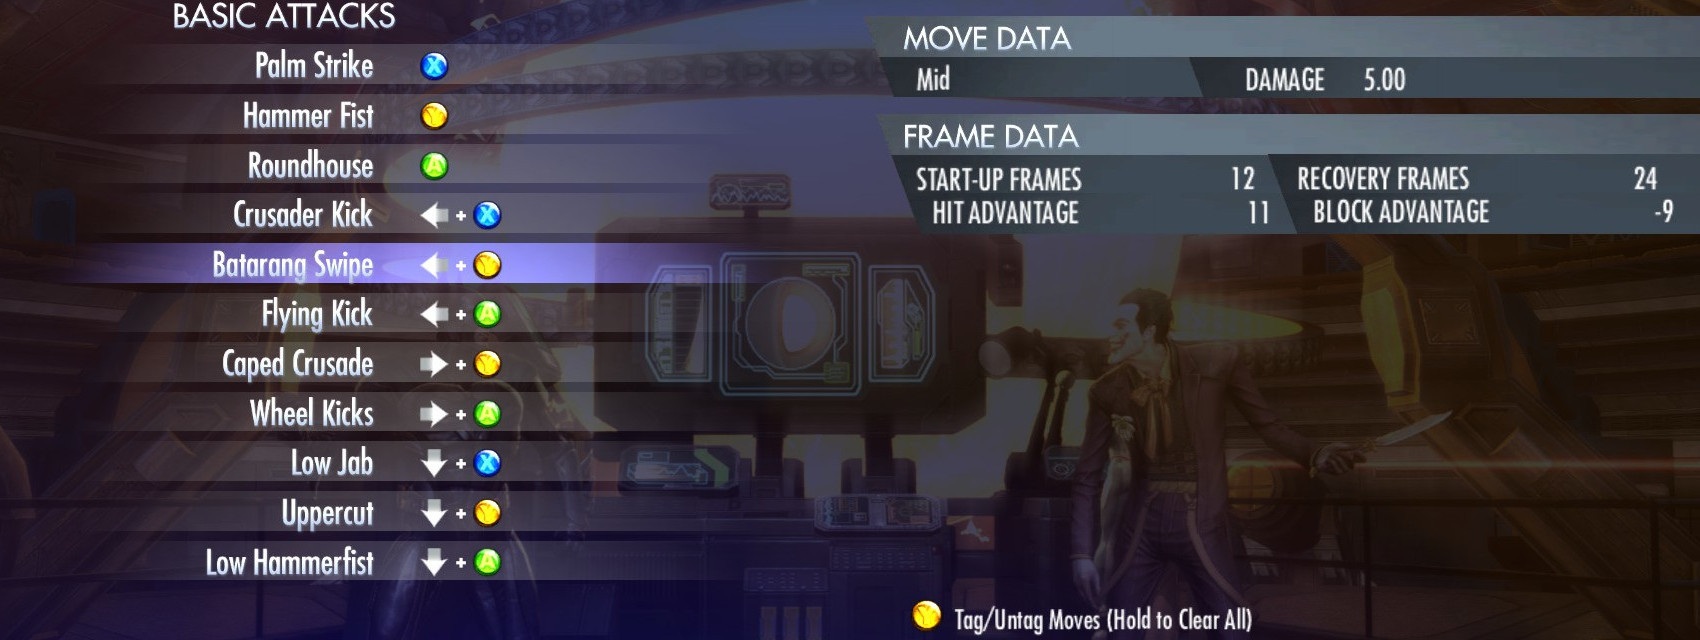 BASIC ATTACKS
Palm Strike X
Hammer Fist Y
Roundhouse A
Crusader Kick + X
Batarang Swipe + Y
Flying Kick + A
Caped Crusade + Y
Wheel Kicks + A
Low Jab + X
Uppercut + Y
Low Hammerfist + A
MOVE DATA
Mid DAMAGE 5.00
FRAME DATA
START-UP FRAMES 12 RECOVERY FRAMES 24
HIT ADVANTAGE 11 BLOCK ADVANTAGE -9
Y Tag/Untag Moves (Hold to Clear All)